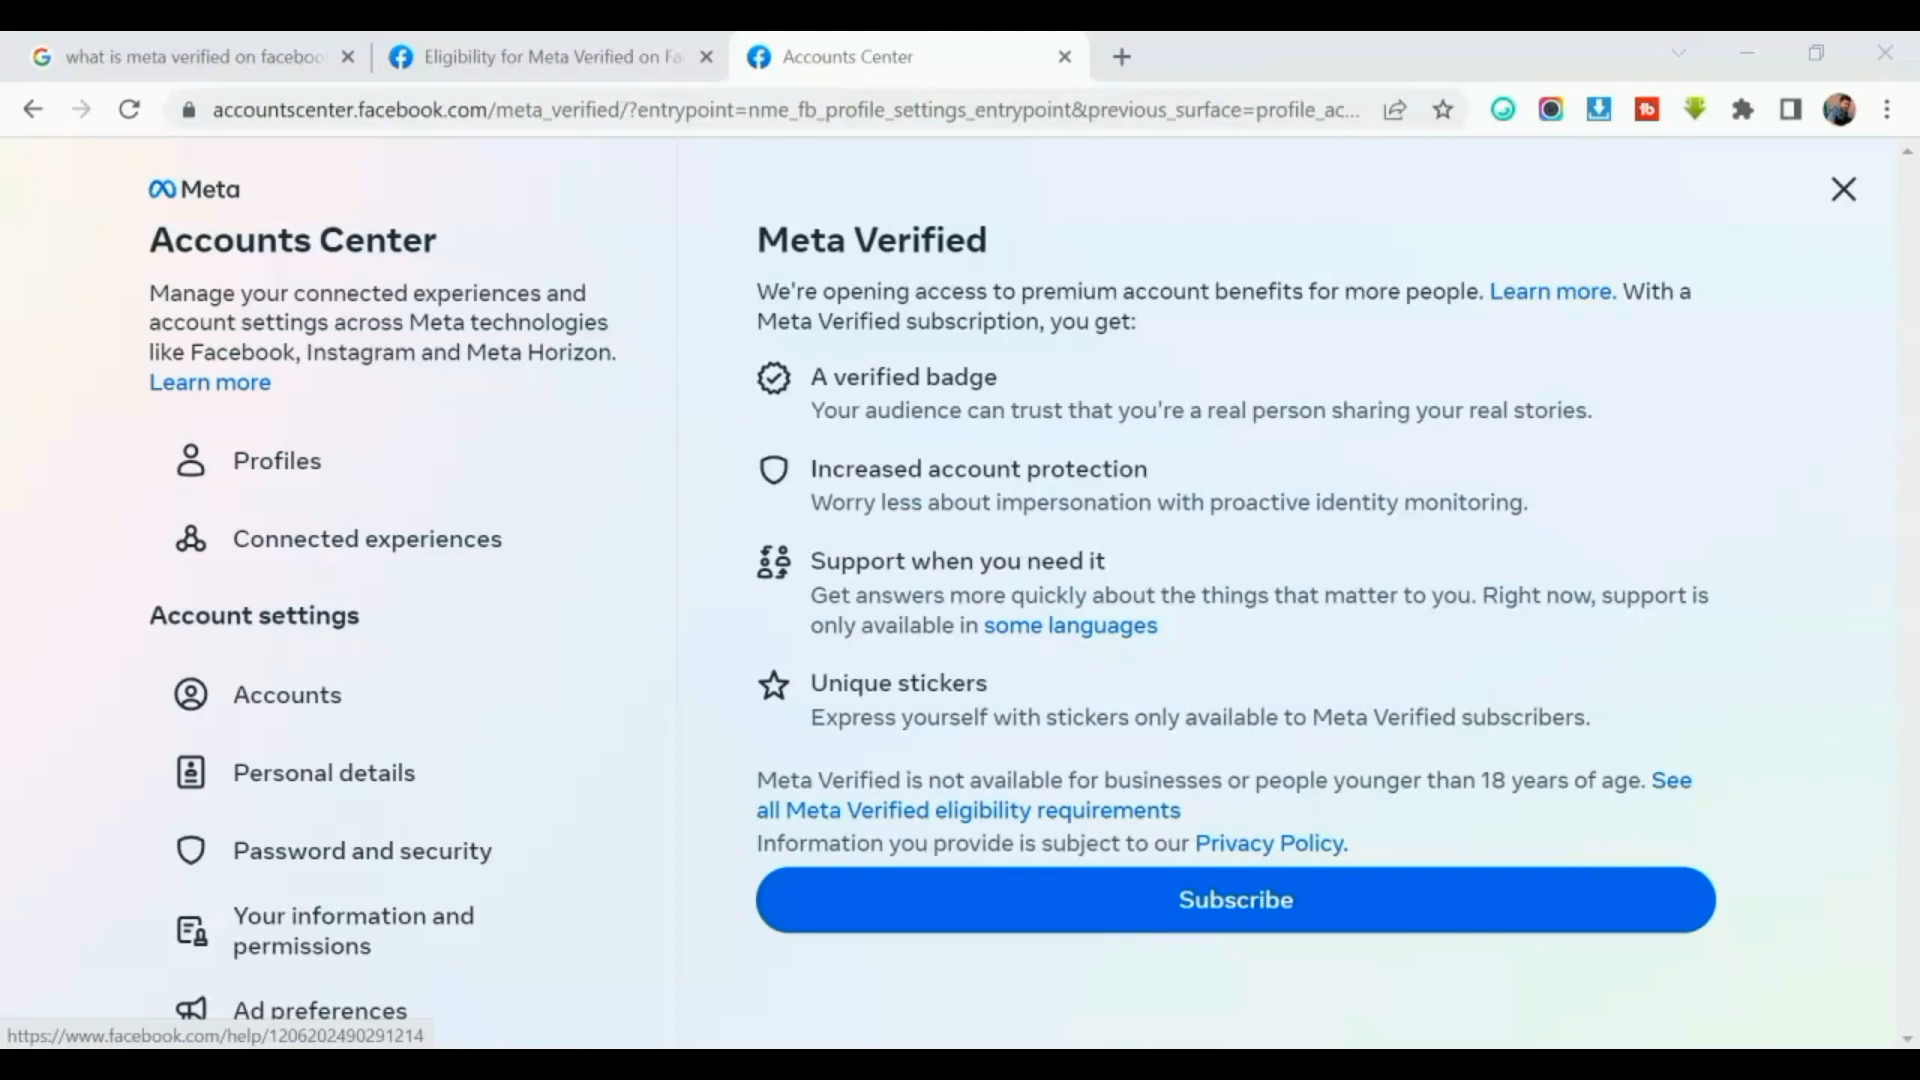 what is meta verified on faceboo
Eligibility for Meta Verified on Fa
Accounts Center
accountscenter.facebook.com/meta_verified/?entrypoint=nme_fb_profile_settings_entrypoint&previous_surface=profile_ac...
Meta
Accounts Center
Manage your connected experiences and
account settings across Meta technologies
like Facebook, Instagram and Meta Horizon.
Learn more
Profiles
Connected experiences
Account settings
Accounts
Personal details
Password and security
Your information and
permissions
Ad preferences
https://www.facebook.com/help/1206202490291214
Meta Verified
We're opening access to premium account benefits for more people. Learn more. With a
Meta Verified subscription, you get:
A verified badge
Your audience can trust that you're a real person sharing your real stories.
Increased account protection
Worry less about impersonation with proactive identity monitoring.
Support when you need it
Get answers more quickly about the things that matter to you. Right now, support is
only available in some languages
Unique stickers
Express yourself with stickers only available to Meta Verified subscribers.
Meta Verified is not available for businesses or people younger than 18 years of age. See
all Meta Verified eligibility requirements
Information you provide is subject to our Privacy Policy.
Subscribe